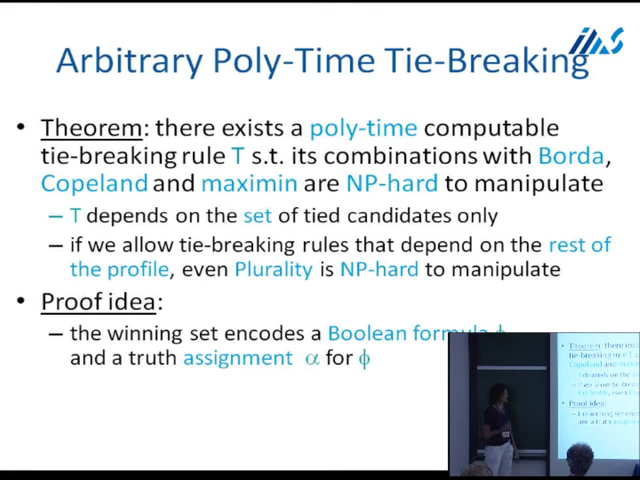 Arbitrary Poly-Time Tie-Breaking
IMS
• Theorem: there exists a poly-time computable
tie-breaking rule T s.t. its combinations with Borda,
Copeland and maximin are NP-hard to manipulate
– T depends on the set of tied candidates only
– if we allow tie-breaking rules that depend on the rest of
the profile, even Plurality is NP-hard to manipulate
• Proof idea:
– the winning set encodes a Boolean formula ϕ
and a truth assignment α for ϕ